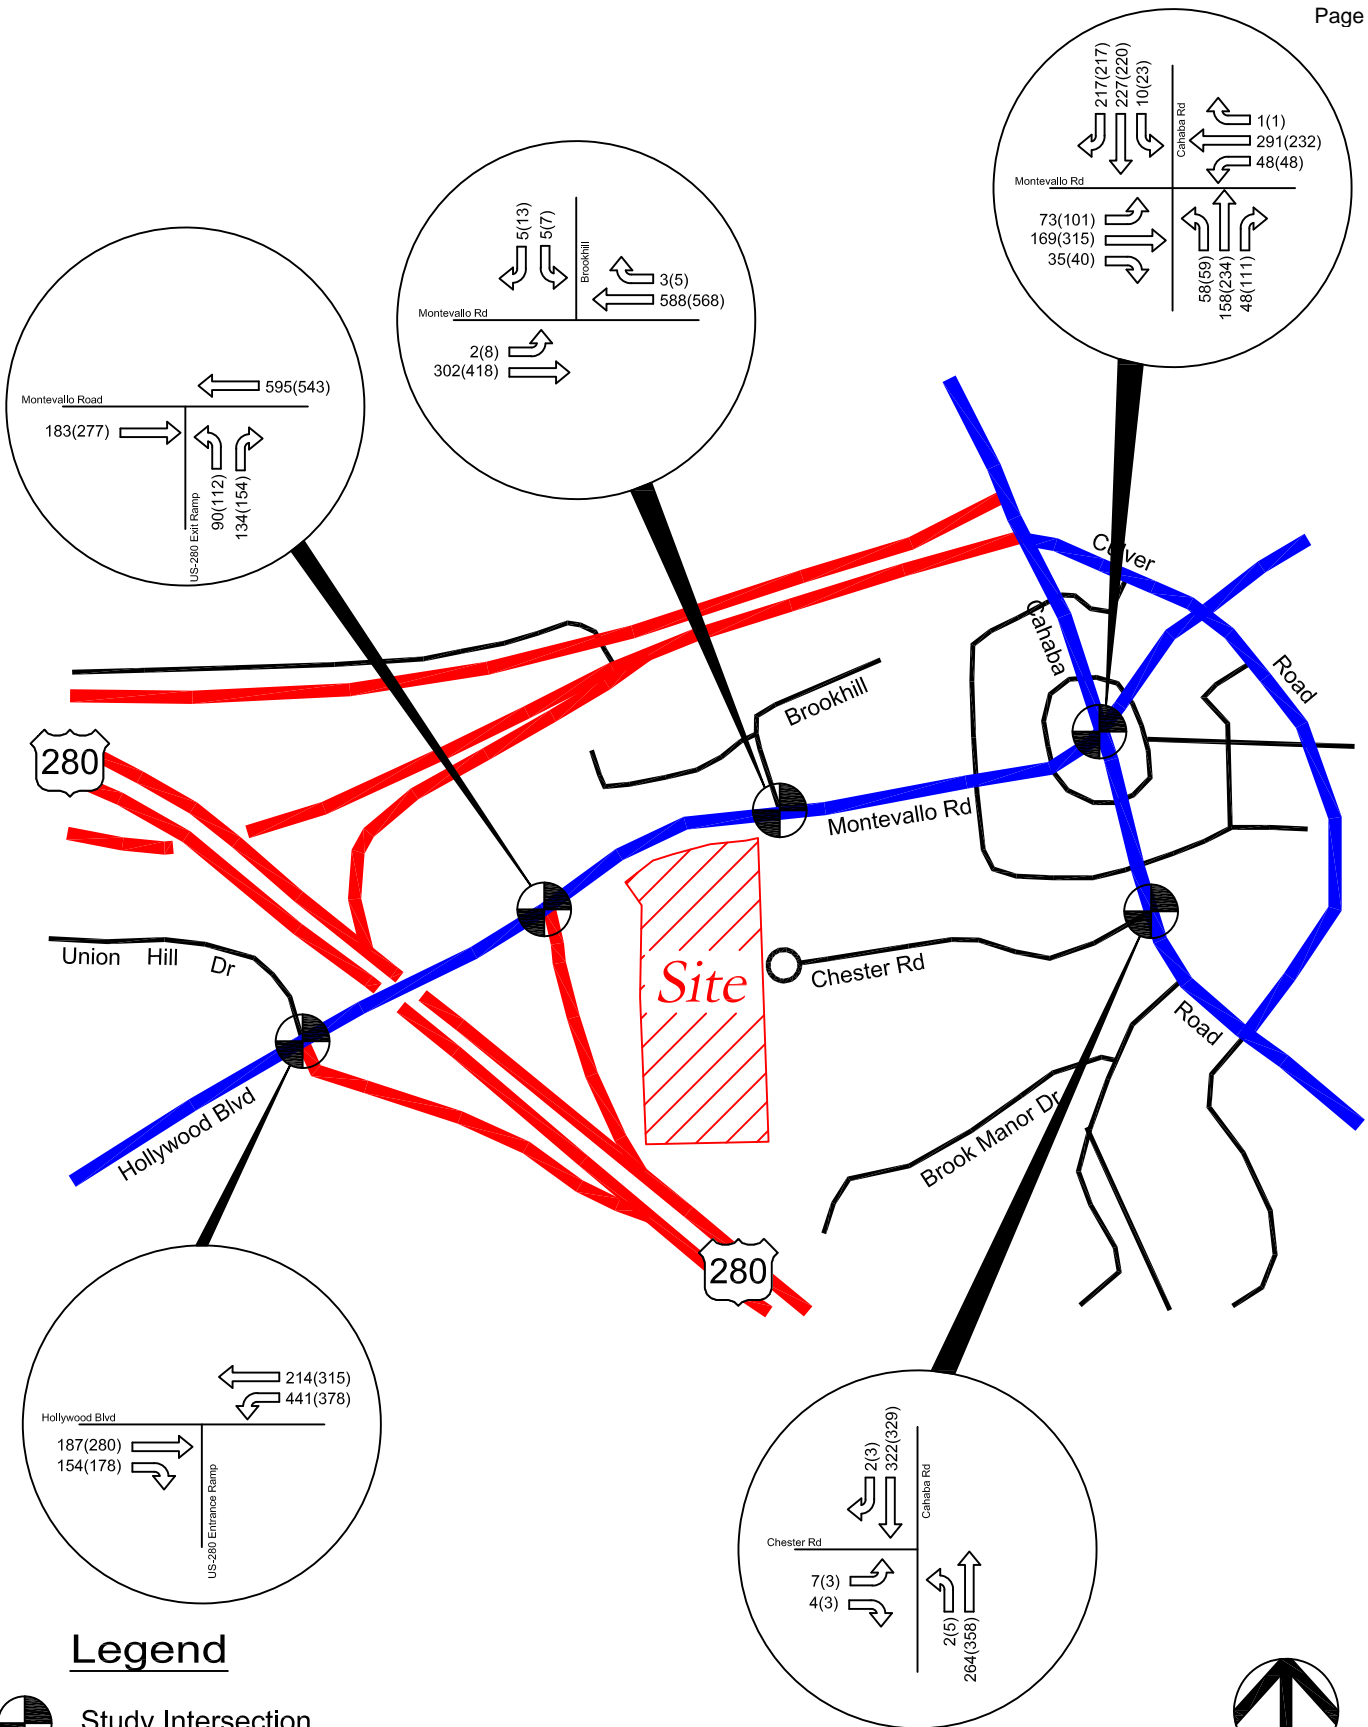 Page
217(217)
227(220)
10(23)
Cahaba Rd
1(1)
291(232)
48(48)
Montevallo Rd
73(101)
169(315)
35(40)
58(59)
158(234)
48(111)
5(13)
5(7)
Brookhill
3(5)
588(568)
Montevallo Rd
2(8)
302(418)
595(543)
Montevallo Road
183(277)
90(112)
134(154)
US-280 Exit Ramp
Culver
Cahaba
Road
Brookhill
280
Montevallo Rd
Union Hill Dr
Site
Chester Rd
Road
Hollywood Blvd
Brook Manor Dr
280
214(315)
441(378)
Hollywood Blvd
187(280)
154(178)
US-280 Entrance Ramp
2(3)
322(329)
Cahaba Rd
Chester Rd
7(3)
4(3)
2(5)
264(358)
Legend
Study Intersection